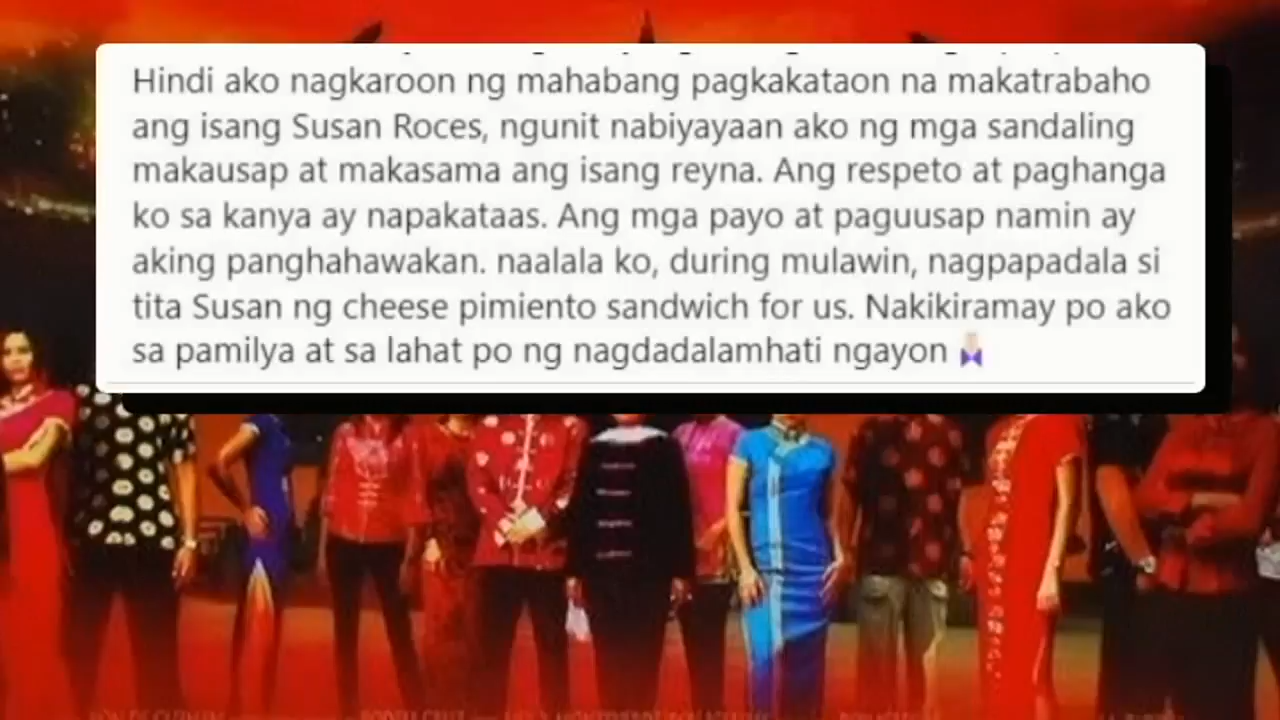 Hindi ako nagkaroon ng mahabang pagkakataon na makatrabaho
ang isang Susan Roces, ngunit nabiyayaan ako ng mga sandaling
makausap at makasama ang isang reyna. Ang respeto at paghanga
ko sa kanya ay napakataas. Ang mga payo at paguusap namin ay
aking panghahawakan. naalala ko, during mulawin, nagpapadala si
tita Susan ng cheese pimiento sandwich for us. Nakikiramay po ako
sa pamilya at sa lahat po ng nagdadalamhati ngayon